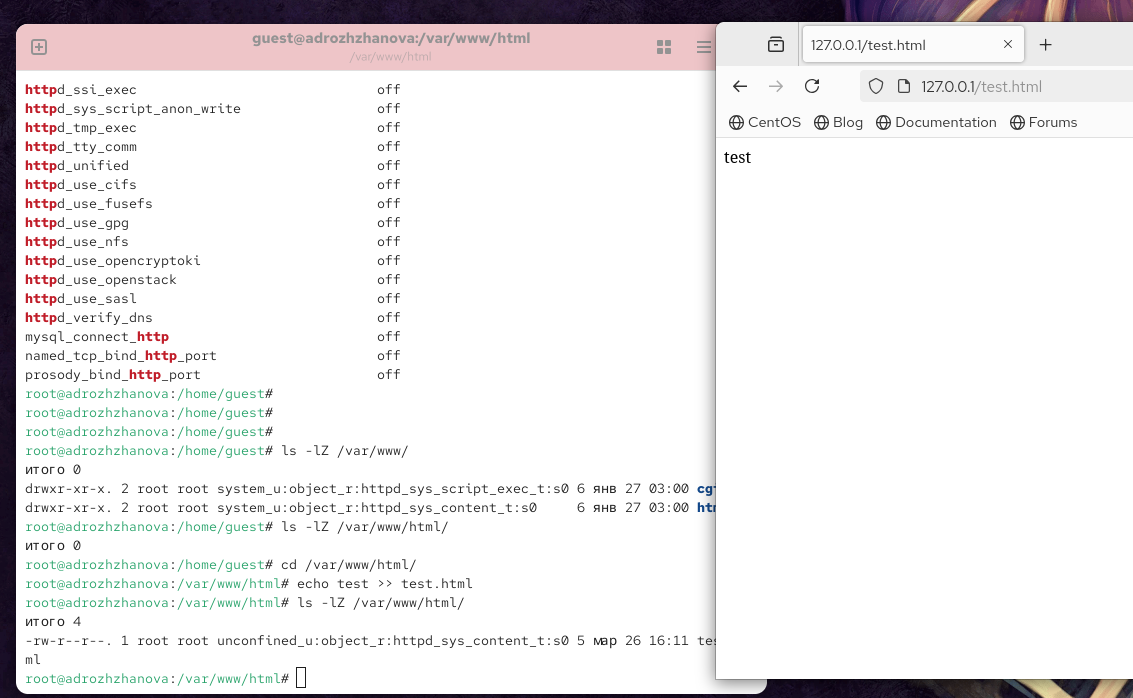 guest@adrozhzhanova:/var/www/html
/var/www/html
httpd_ssi_exec off
httpd_sys_script_anon_write off
httpd_tmp_exec off
httpd_tty_comm off
httpd_unified off
httpd_use_cifs off
httpd_use_fusefs off
httpd_use_gpg off
httpd_use_nfs off
httpd_use_opencryptoki off
httpd_use_openstack off
httpd_use_sasl off
httpd_verify_dns off
mysql_connect_http off
named_tcp_bind_http_port off
prosody_bind_http_port off
root@adrozhzhanova:/home/guest#
root@adrozhzhanova:/home/guest#
root@adrozhzhanova:/home/guest#
root@adrozhzhanova:/home/guest# ls -lZ /var/www/
итого 0
drwxr-xr-x. 2 root root system_u:object_r:httpd_sys_script_exec_t:s0 6 янв 27 03:00 cg
drwxr-xr-x. 2 root root system_u:object_r:httpd_sys_content_t:s0 6 янв 27 03:00 ht
root@adrozhzhanova:/home/guest# ls -lZ /var/www/html/
итого 0
root@adrozhzhanova:/home/guest# cd /var/www/html/
root@adrozhzhanova:/var/www/html# echo test >> test.html
root@adrozhzhanova:/var/www/html# ls -lZ /var/www/html/
итого 4
-rw-r--r--. 1 root root unconfined_u:object_r:httpd_sys_content_t:s0 5 мар 26 16:11 tes
ml
root@adrozhzhanova:/var/www/html#
127.0.0.1/test.html
127.0.0.1/test.html
CentOS Blog Documentation Forums
test